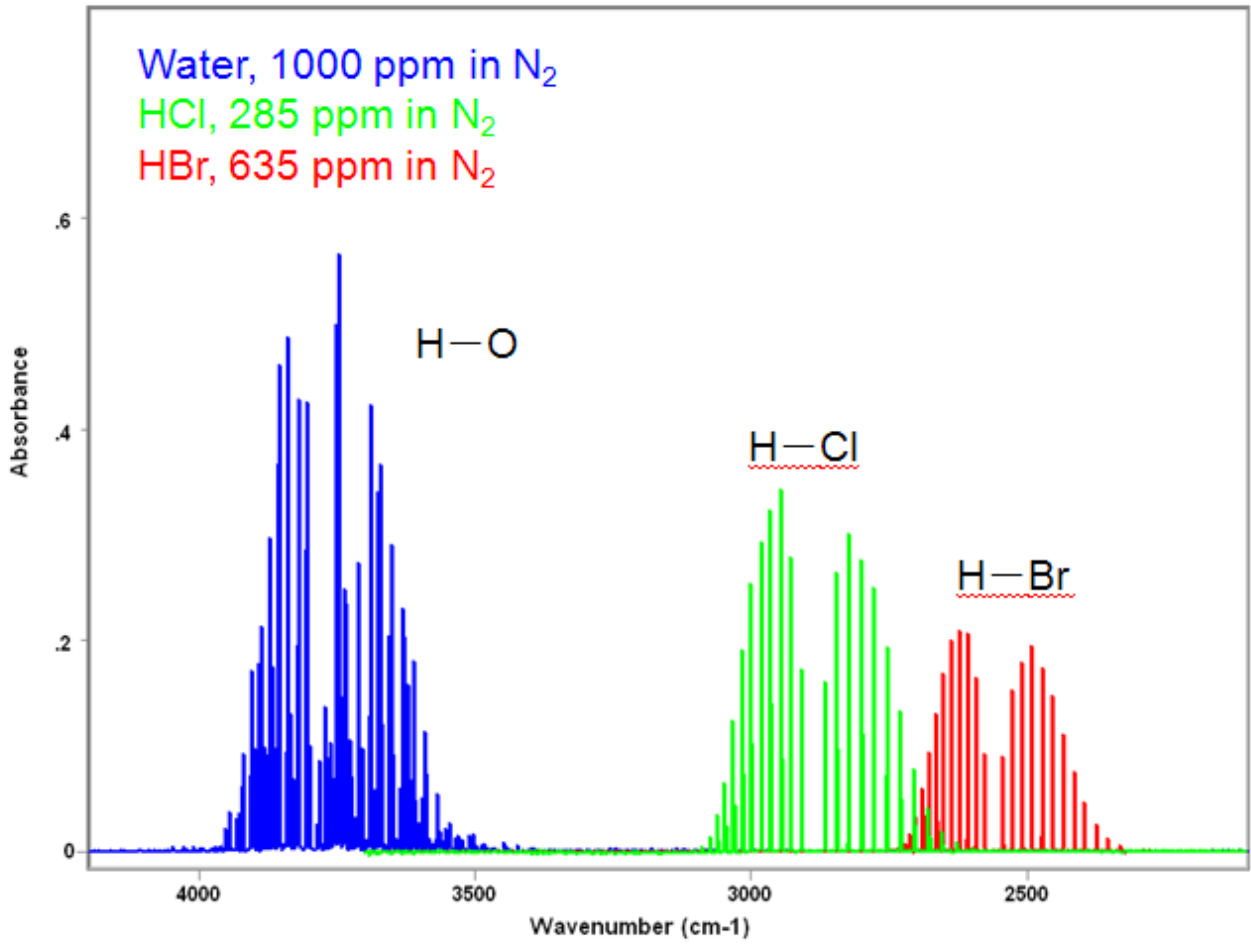 Water, 1000 ppm in N₂
HCl, 285 ppm in N₂
HBr, 635 ppm in N₂
.6
H—O
Absorbance
.4
H—Cl
H—Br
.2
0
4000 3500 3000 2500
Wavenumber (cm-1)